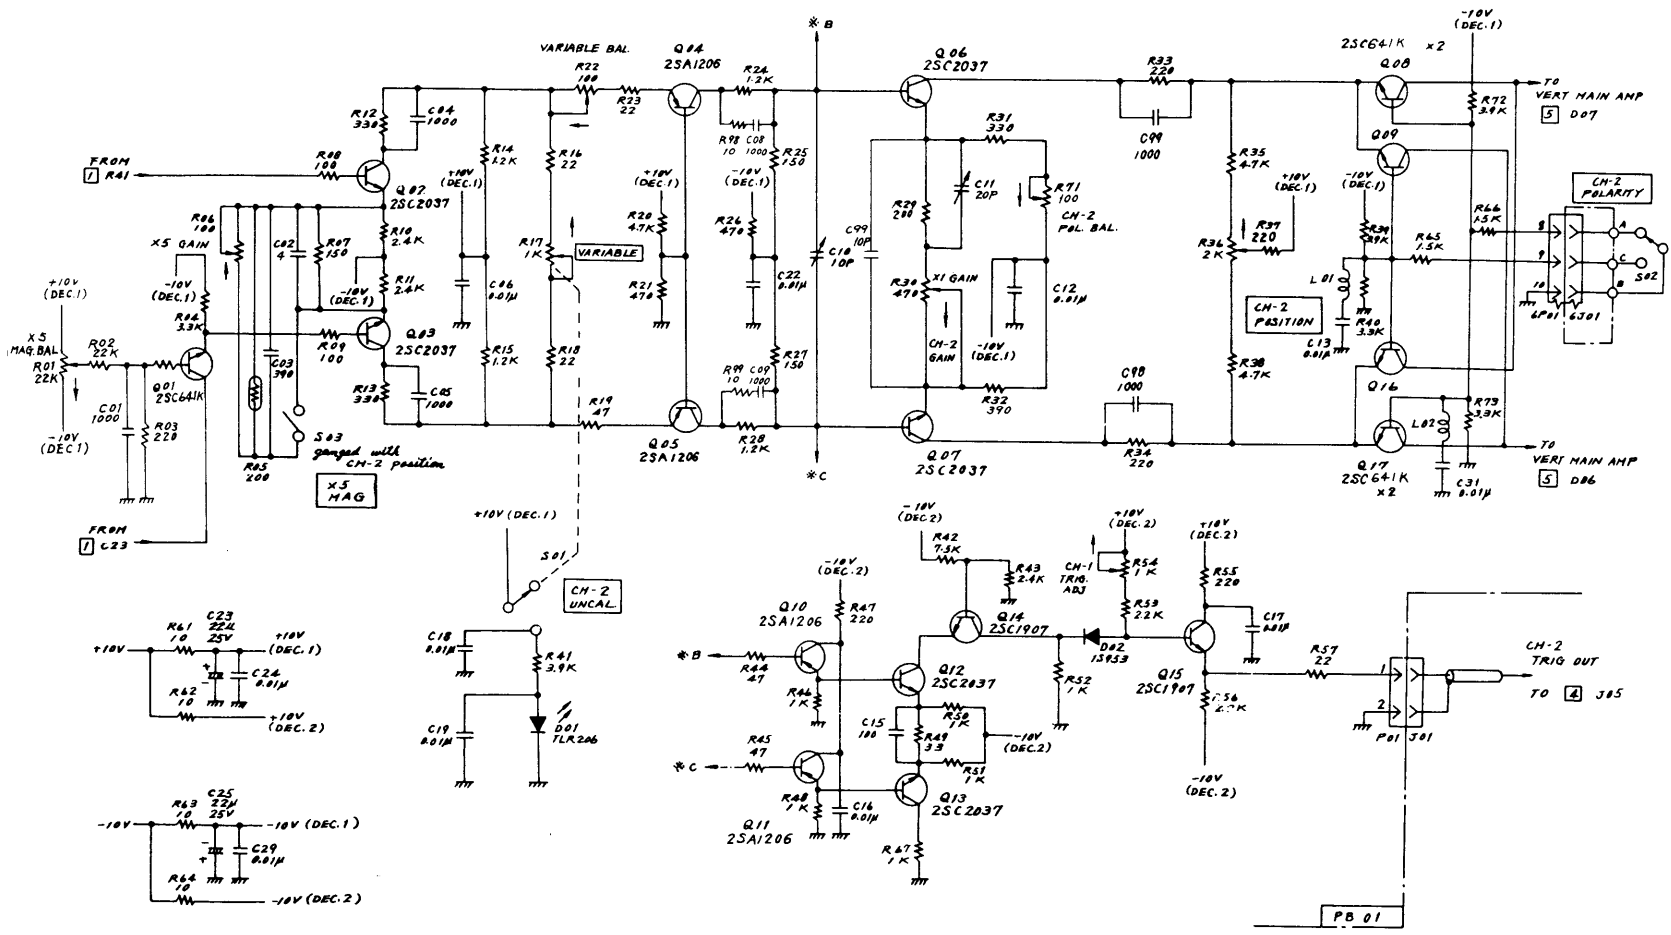 -10V
(DEC.1)
※B
2SC641K ×2
VARIABLE BAL.
Q04
2SA1206
R22
100
R23
22
R24
1.2K
Q06
2SC2037
R33
220
Q08
TO
VERT MAIN AMP
5 D07
R72
3.9K
R12
330
C04
1000
C99
1000
Q09
R98
10
C08
1000
R31
330
FROM
1 R41
R08
100
R14
1.2K
R16
22
R25
150
R35
4.7K
+10V
(DEC.1)
-10V
(DEC.1)
CH-2
POLARITY
Q02
2SC2037
+10V
(DEC.1)
+10V
(DEC.1)
-10V
(DEC.1)
C11
20P
R71
100
CH-2
POL. BAL.
R06
100
×5 GAIN
R10
2.4K
R20
4.7K
R26
470
R29
200
R66
1.5K
R37
220
R36
2K
R39
3.9K
R65
1.5K
8
A
C02
4
R07
150
R17
1K
VARIABLE
C10
10P
C99
10P
9
C
S02
10
B
6P01
6J01
R11
2.4K
-10V
(DEC.1)
-10V
(DEC.1)
C06
0.01µ
R21
470
C22
0.01µ
R30
470
×1 GAIN
C12
0.01µ
CH-2
POSITION
L01
R40
3.3K
C13
0.01µ
+10V
(DEC.1)
R04
3.3K
Q03
2SC2037
R09
100
CH-2
GAIN
-10V
(DEC.1)
×5
MAG.BAL
R01
22K
R02
22K
C03
390
R15
1.2K
R18
22
R27
150
R38
4.7K
Q16
Q01
2SC641K
R13
330
C05
1000
R99
10
C09
1000
R32
390
C98
1000
C01
1000
R03
220
-10V
(DEC.1)
R19
47
L02
R73
3.3K
S03
ganged with
CH-2 position
R05
200
×5
MAG
Q05
2SA1206
R28
1.2K
※C
Q07
2SC2037
R34
220
Q17
2SC641K
×2
C31
0.01µ
TO
VERT MAIN AMP
5 D06
FROM
1 C23
+10V (DEC.1)
S01
CH-2
UNCAL.
C18
0.01µ
R41
3.9K
C19
0.01µ
D01
TLR206
-10V
(DEC.2)
R42
7.5K
R43
2.4K
+10V
(DEC.2)
CH-1
TRIG.
ADJ
R54
1K
R53
2.2K
+10V
(DEC.2)
R55
220
C17
0.01µ
-10V
(DEC.2)
Q10
2SA1206
R47
220
Q14
2SC1907
D02
1S953
R52
1K
Q15
2SC1907
R57
22
1
CH-2
TRIG OUT
TO 4 J05
2
P01
J01
-10V
(DEC.2)
※B
R44
47
R46
1K
Q12
2SC2037
C15
100
R50
1K
R49
33
-10V
(DEC.2)
R51
1K
R45
47
※C
R48
1K
C16
0.01µ
Q13
2SC2037
Q11
2SA1206
R67
1K
+10V
R61
10
C23
22µ
25V
+10V
(DEC.1)
C24
0.01µ
R62
10
+10V
(DEC.2)
-10V
R63
10
C25
22µ
25V
-10V (DEC.1)
C29
0.01µ
R64
10
-10V (DEC.2)
PB 01